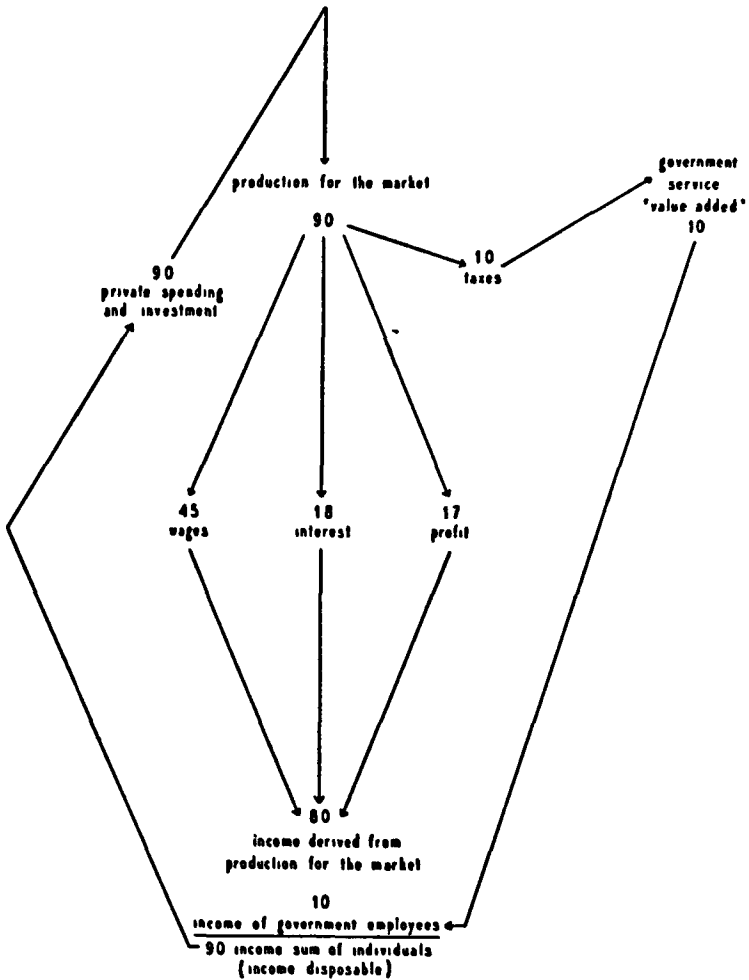 production for the market
90
government
service
"value added"
10
10
taxes
90
private spending
and investment
45
wages
18
interest
17
profit
80
income derived from
production for the market
10
income of government employees
90 income sum of individuals
(income disposable)